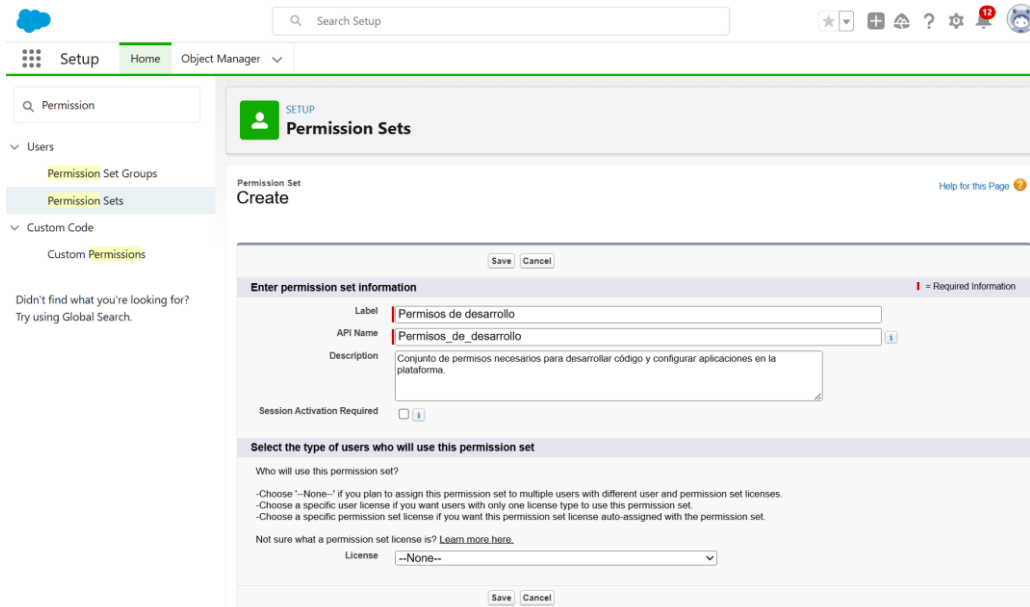 Search Setup
12
Setup
Home
Object Manager
Permission
SETUP
Permission Sets
Users
Permission Set Groups
Permission Sets
Custom Code
Custom Permissions
Didn't find what you're looking for?
Try using Global Search.
Permission Set
Create
Help for this Page
Save Cancel
Enter permission set information
= Required Information
Label Permisos de desarrollo
API Name Permisos_de_desarrollo
Description Conjunto de permisos necesarios para desarrollar código y configurar aplicaciones en la
plataforma.
Session Activation Required
Select the type of users who will use this permission set
Who will use this permission set?
-Choose '--None--' if you plan to assign this permission set to multiple users with different user and permission set licenses.
-Choose a specific user license if you want users with only one license type to use this permission set.
-Choose a specific permission set license if you want this permission set license auto-assigned with the permission set.
Not sure what a permission set license is? Learn more here.
License --None--
Save Cancel